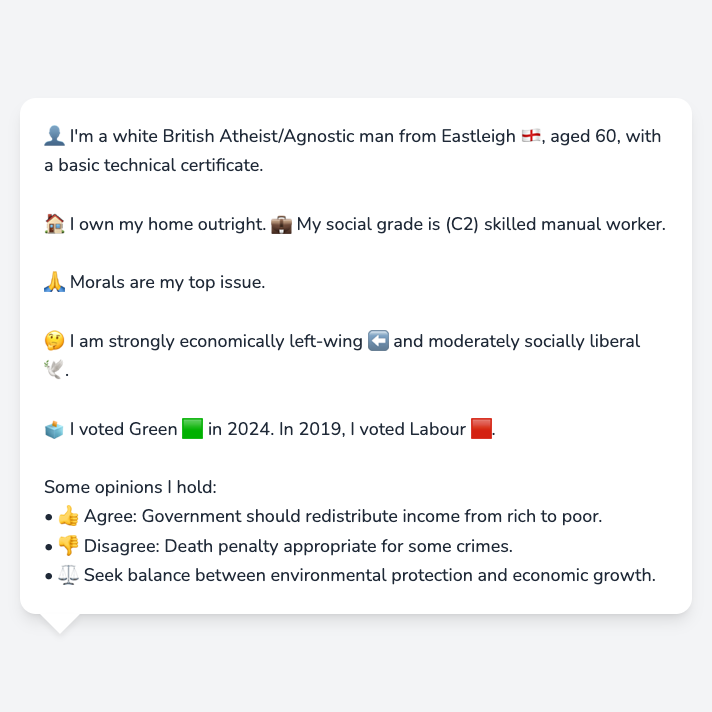 👤 I'm a white British Atheist/Agnostic man from Eastleigh 🏴󠁧󠁢󠁥󠁮󠁧󠁿, aged 60, with
a basic technical certificate.
🏠 I own my home outright. 💼 My social grade is (C2) skilled manual worker.
🙏 Morals are my top issue.
🤔 I am strongly economically left-wing ⬅️ and moderately socially liberal
🕊️.
🗳️ I voted Green 🟩 in 2024. In 2019, I voted Labour 🟥.
Some opinions I hold:
• 👍 Agree: Government should redistribute income from rich to poor.
• 👎 Disagree: Death penalty appropriate for some crimes.
• ⚖️ Seek balance between environmental protection and economic growth.